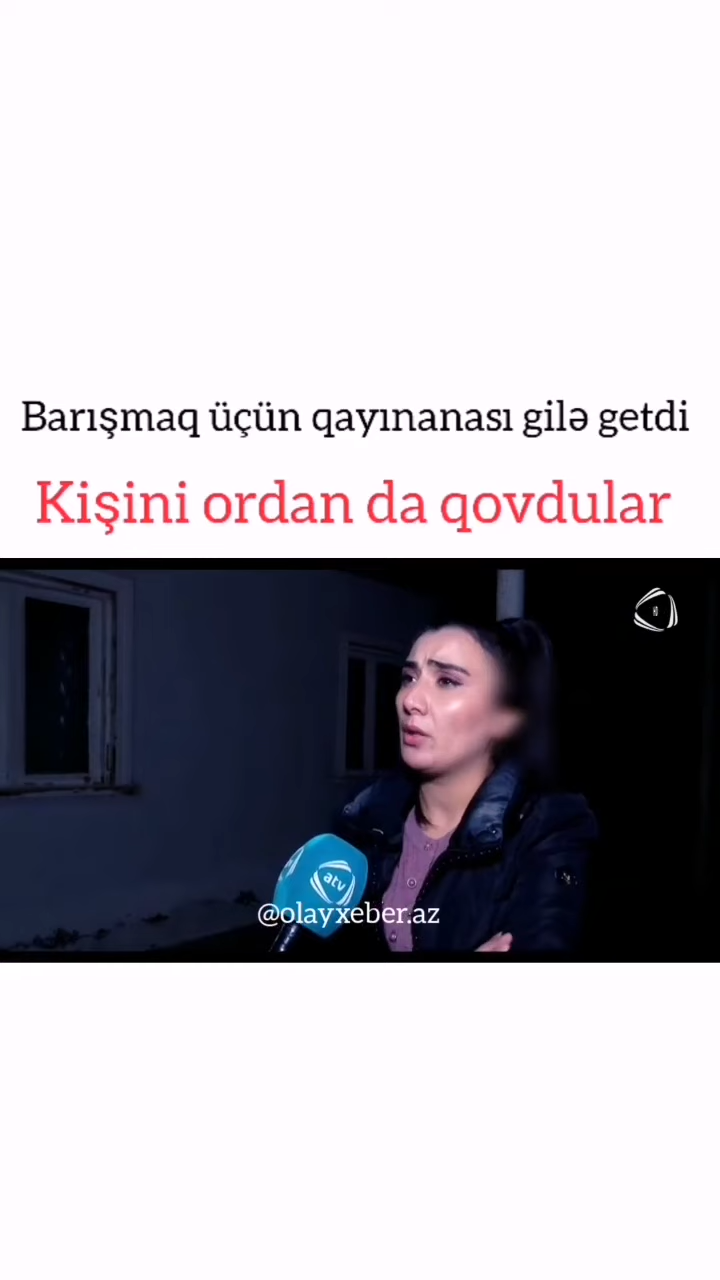 Barışmaq üçün qayınanası gilə getdi
Kişini ordan da qovdular
atv
@olayxeber.az